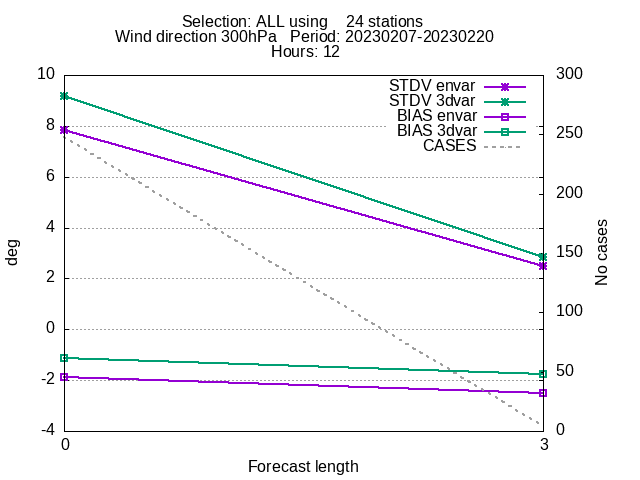 Selection: ALL using    24 stations
Wind direction 300hPa   Period: 20230207-20230220
Hours: 12
STDV envar
STDV 3dvar
BIAS envar
BIAS 3dvar
CASES
10
8
6
4
2
0
-2
-4
deg
300
250
200
150
100
50
0
No cases
0
3
Forecast length